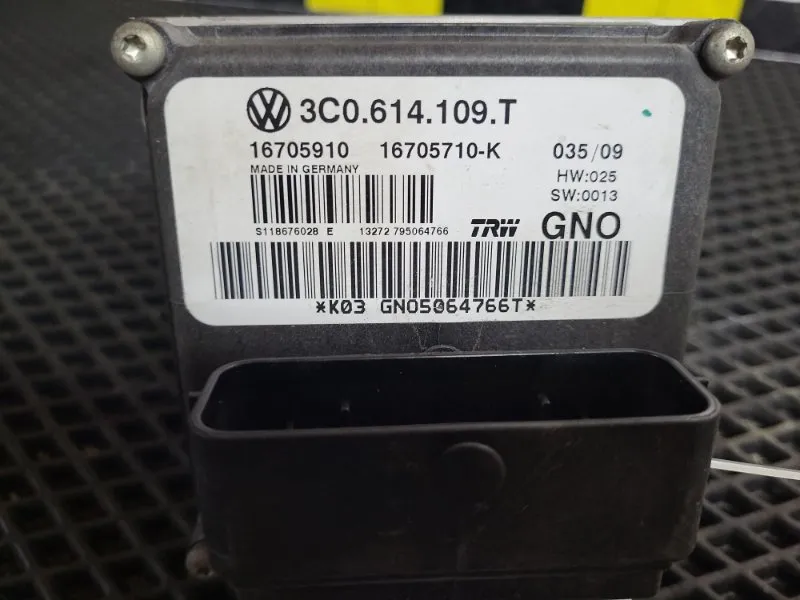 3C0.614.109.T
16705910 16705710-K 035/09
MADE IN GERMANY HW:025
SW:0013
S118676028 E 13272 795064766 TRW GNO
*K03 GNO5064766T*